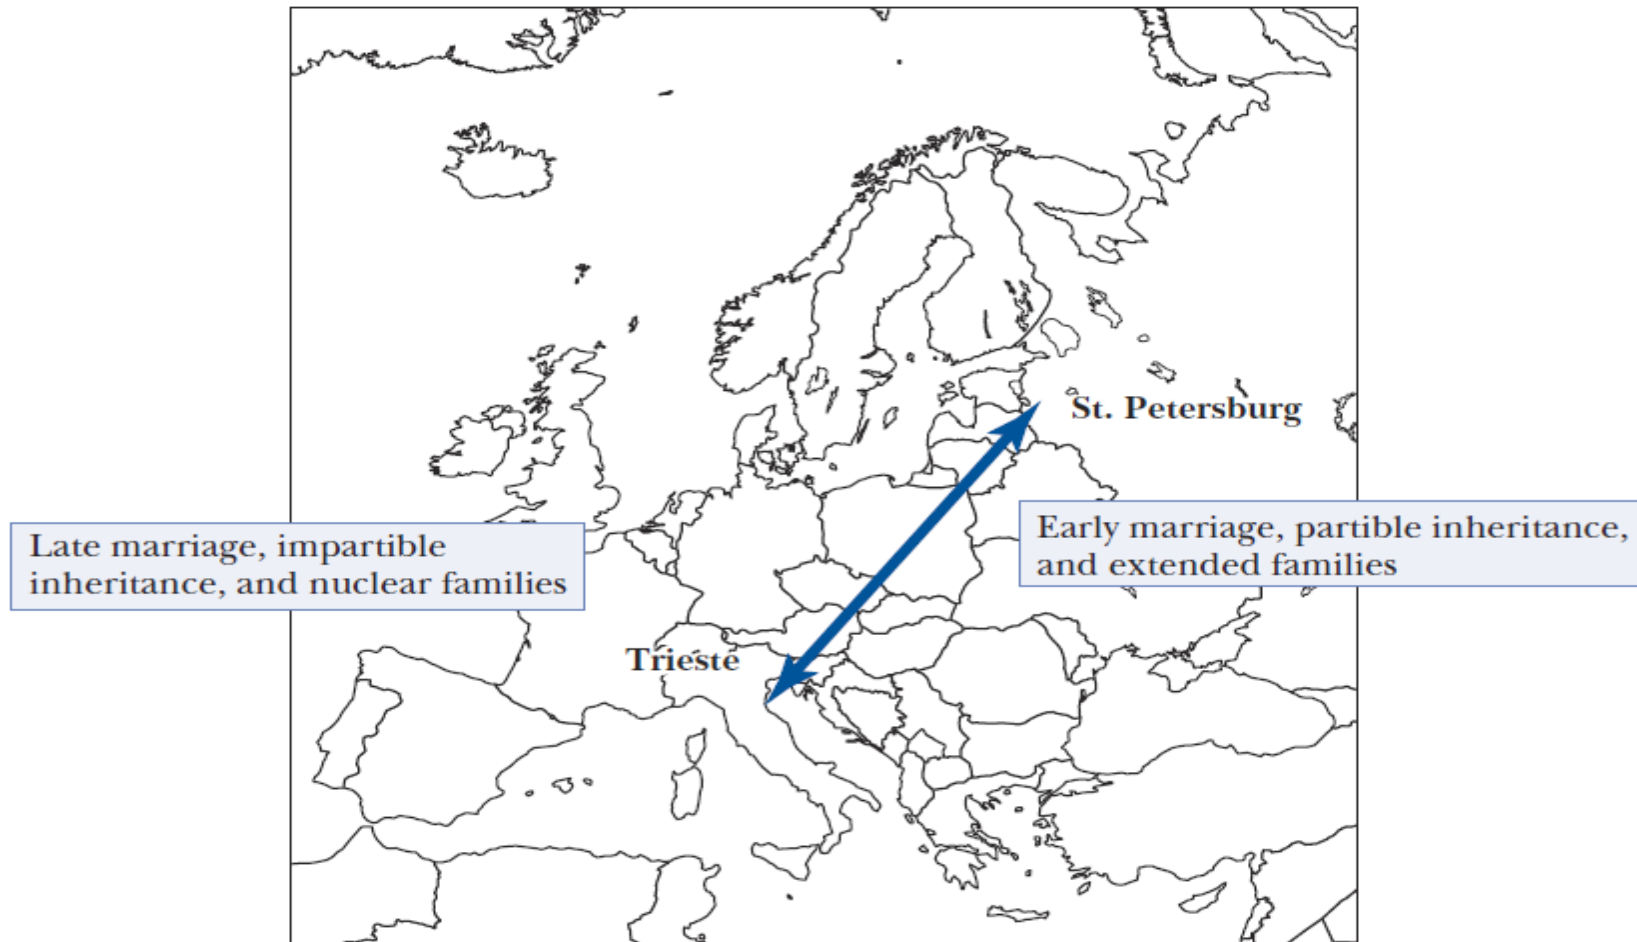 St. Petersburg
Late marriage, impartible
inheritance, and nuclear families
Early marriage, partible inheritance,
and extended families
Trieste